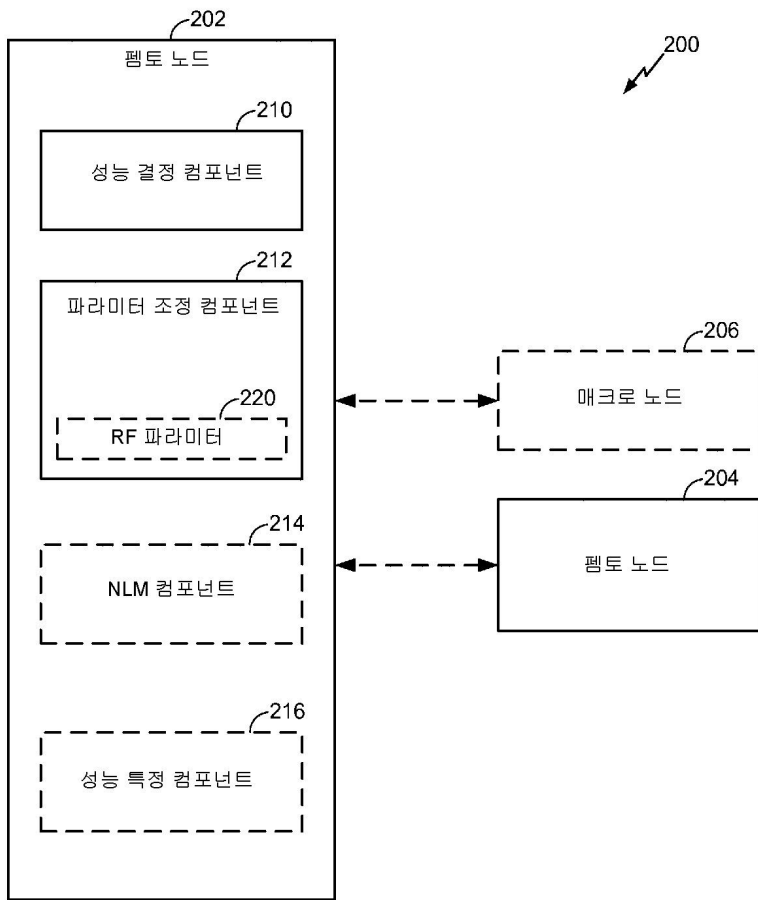 202
펨토 노드
200
210
성능 결정 컴포넌트
212
파라미터 조정 컴포넌트
220
RF 파라미터
206
매크로 노드
204
펨토 노드
214
NLM 컴포넌트
216
성능 특정 컴포넌트